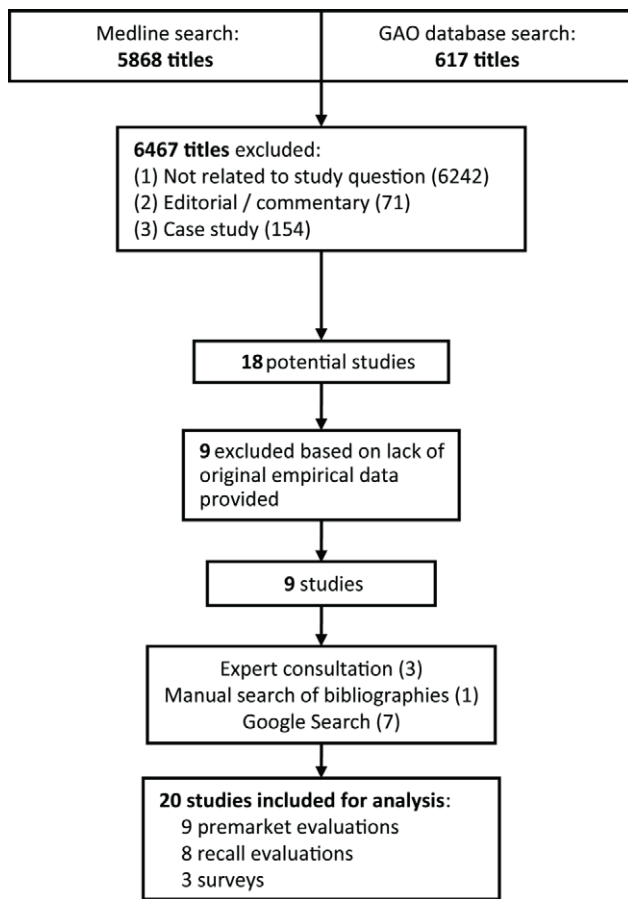 Medline search:
5868 titles
GAO database search:
617 titles
6467 titles excluded:
(1) Not related to study question (6242)
(2) Editorial / commentary (71)
(3) Case study (154)
18 potential studies
9 excluded based on lack of
original empirical data
provided
9 studies
Expert consultation (3)
Manual search of bibliographies (1)
Google Search (7)
20 studies included for analysis:
9 premarket evaluations
8 recall evaluations
3 surveys